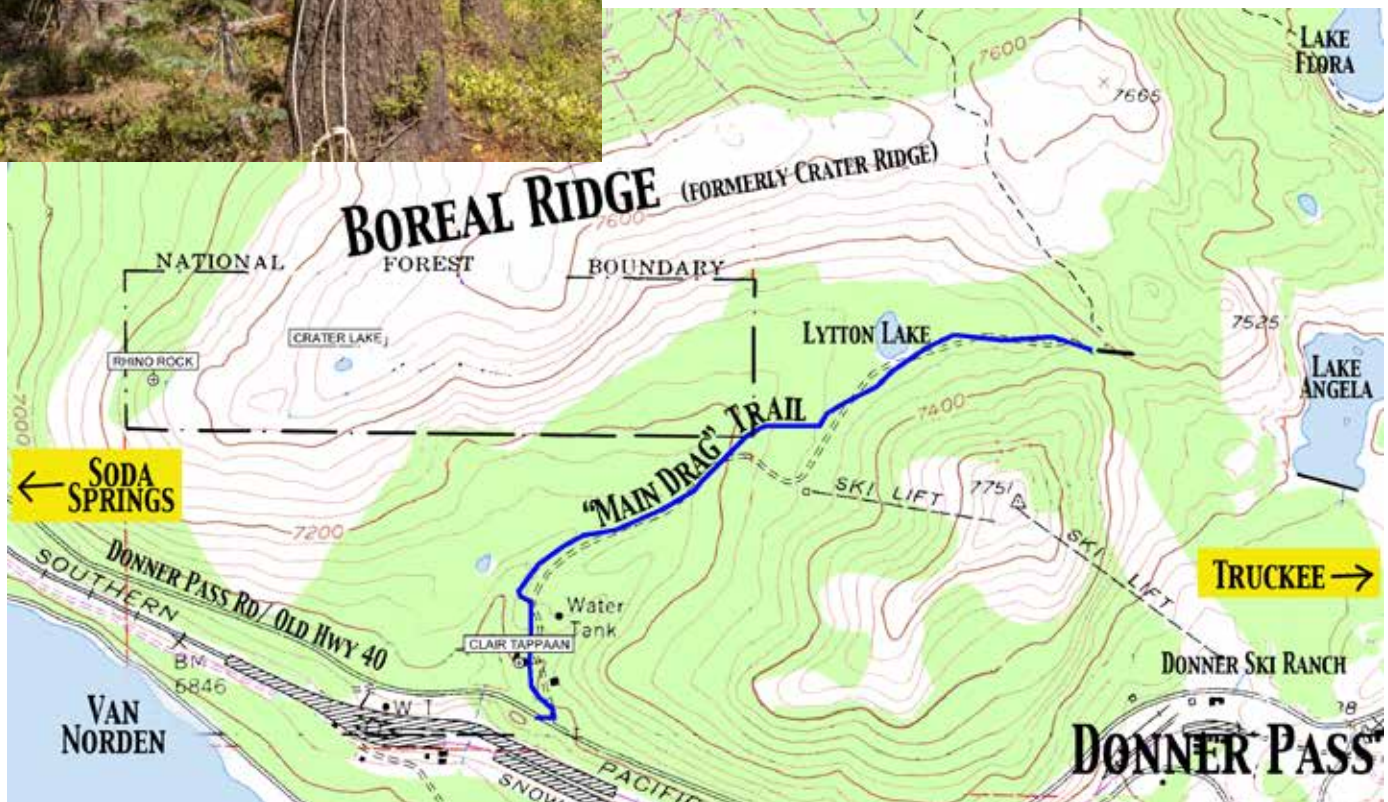 LAKE
FLORA
7600
7665
BOREAL RIDGE (FORMERLY CRATER RIDGE)
7600
NATIONAL FOREST BOUNDARY
CRATER LAKE
LYTTON LAKE
7525
RHINO ROCK
LAKE
ANGELA
7000
7400
"MAIN DRAG" TRAIL
← SODA
SPRINGS
SKI LIFT
7751
7200
SKI LIFT
DONNER PASS RD/ OLD HWY 40
SOUTHERN PACIFIC
TRUCKEE →
Water
Tank
CLAIR TAPPAAN
BM
6846
DONNER SKI RANCH
VAN
NORDEN
W T
DONNER PASS
SNOW